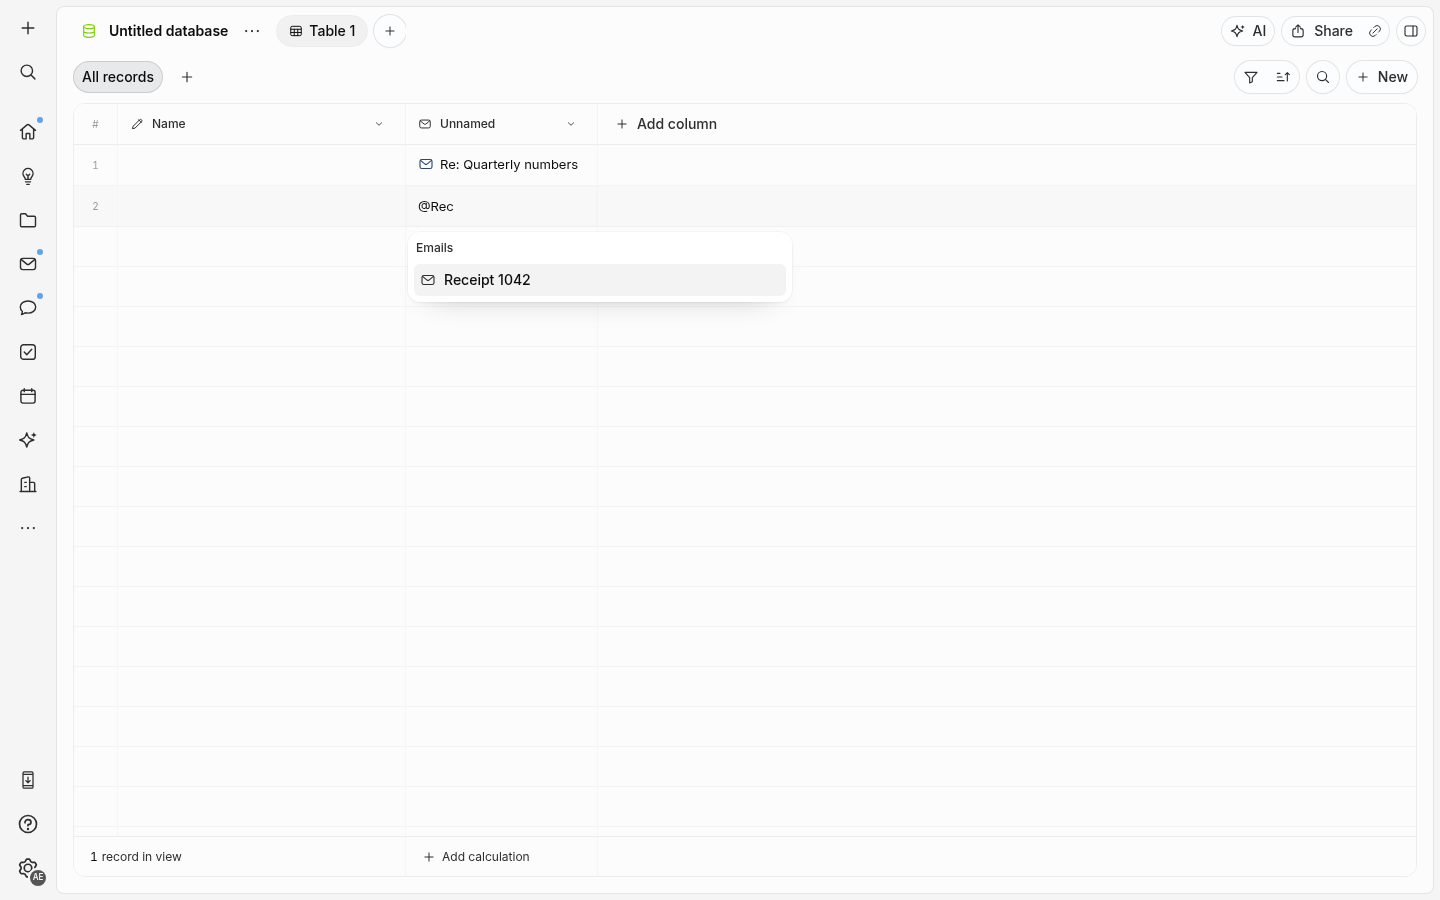 Untitled database
Table 1
AI
Share
All records
New
#
Name
Unnamed
Add column
1
Re: Quarterly numbers
2
@Rec
Emails
Receipt 1042
1 record in view
Add calculation
AE